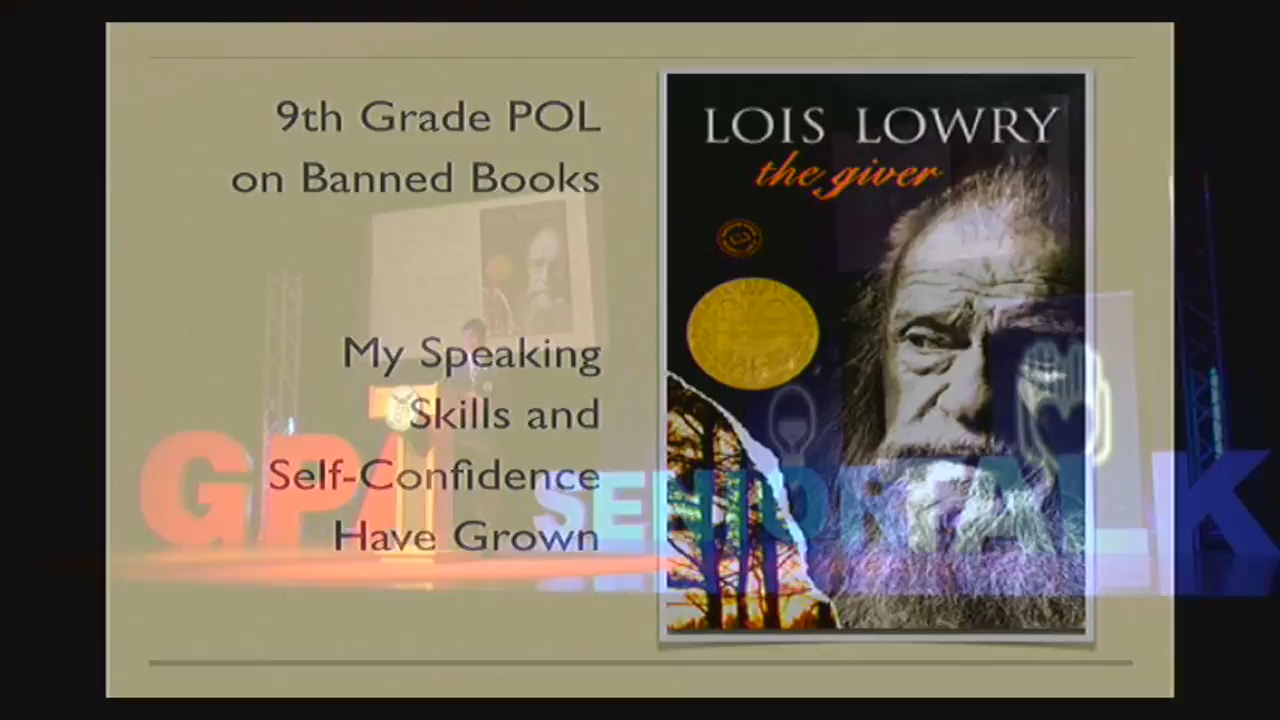 9th Grade POL
on Banned Books
My Speaking
Skills and
Self-Confidence
Have Grown
LOIS LOWRY
the giver
GPA
SENIOR TALK